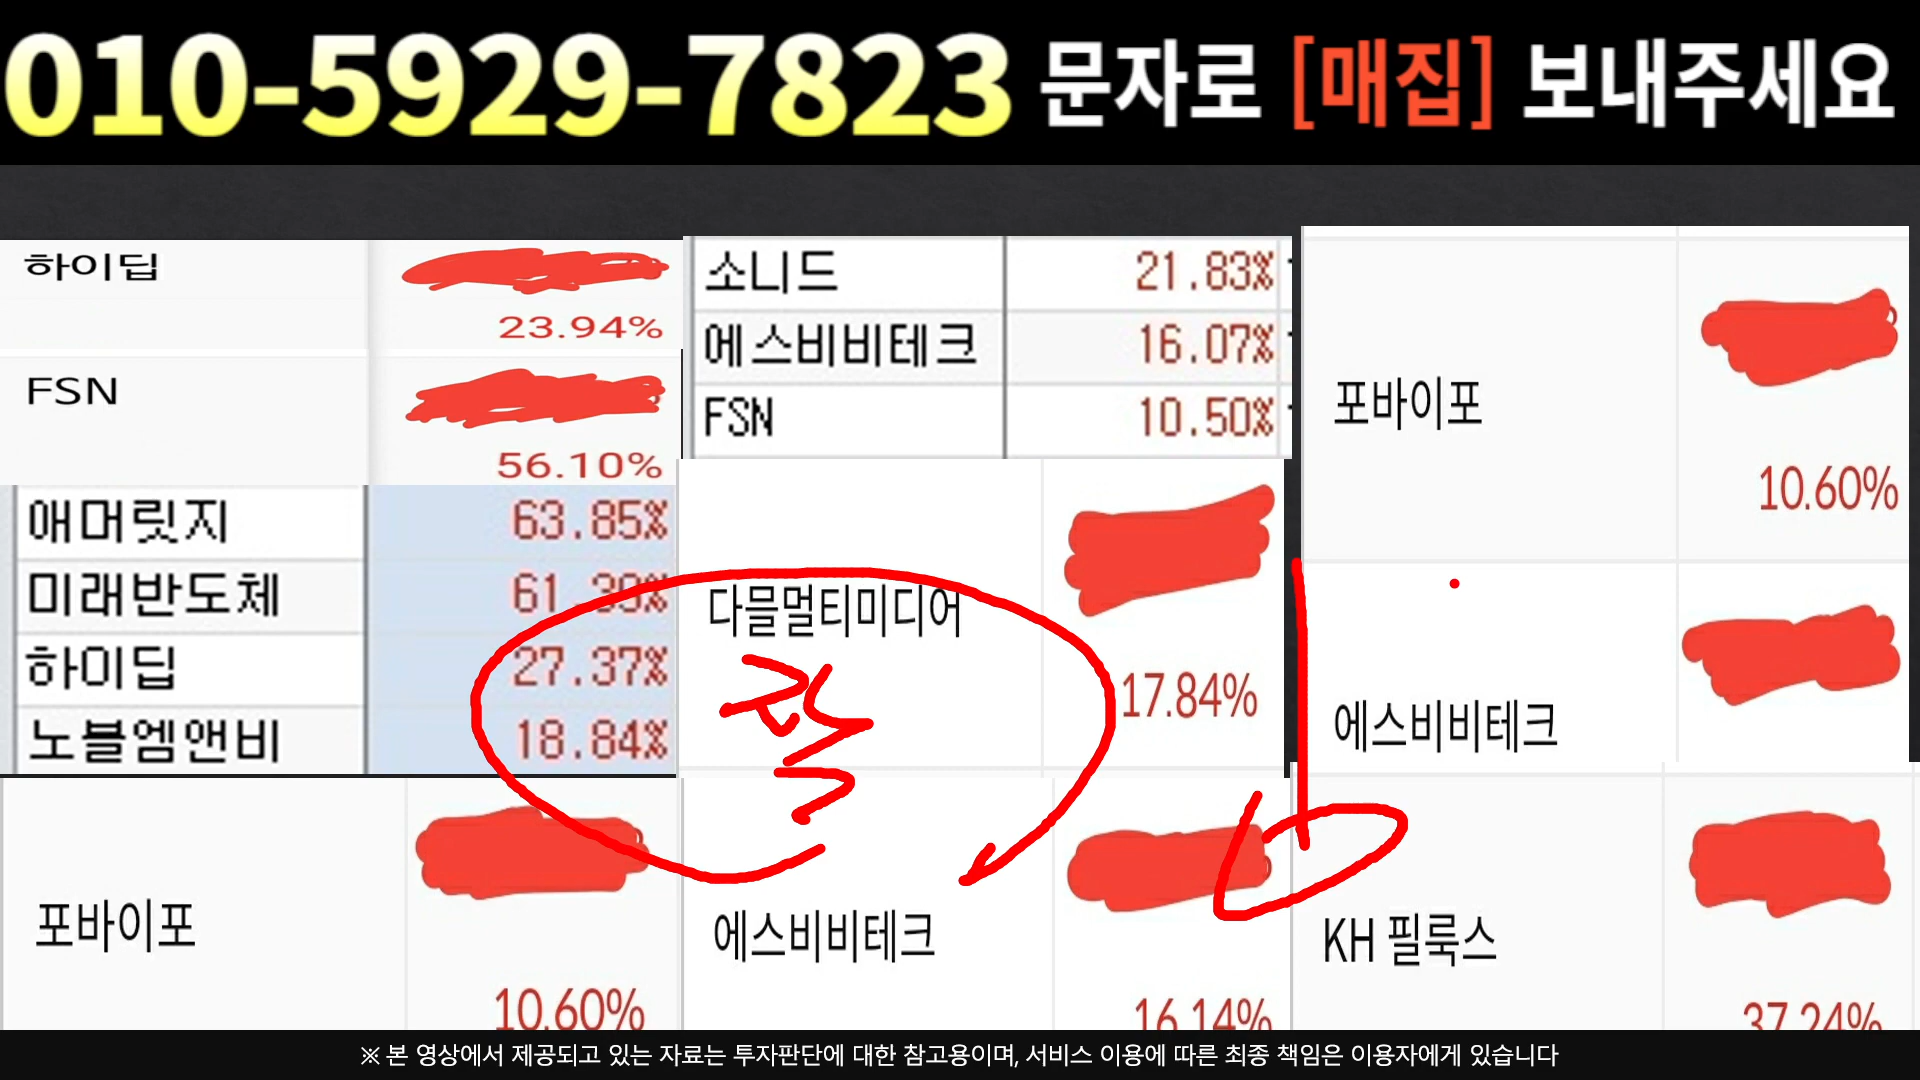 010-5929-7823 문자로 [매집] 보내주세요
하이딥
23.94%
FSN
56.10%
애머릿지 63.85%
미래반도체 61.39%
하이딥 27.37%
노블엠앤비 18.84%
소니드 21.83%
에스비비테크 16.07%
FSN 10.50%
다믈멀티미디어
17.84%
포바이포
10.60%
에스비비테크
포바이포
10.60%
에스비비테크
16.14%
KH 필룩스
37.24%
※ 본 영상에서 제공되고 있는 자료는 투자판단에 대한 참고용이며, 서비스 이용에 따른 최종 책임은 이용자에게 있습니다